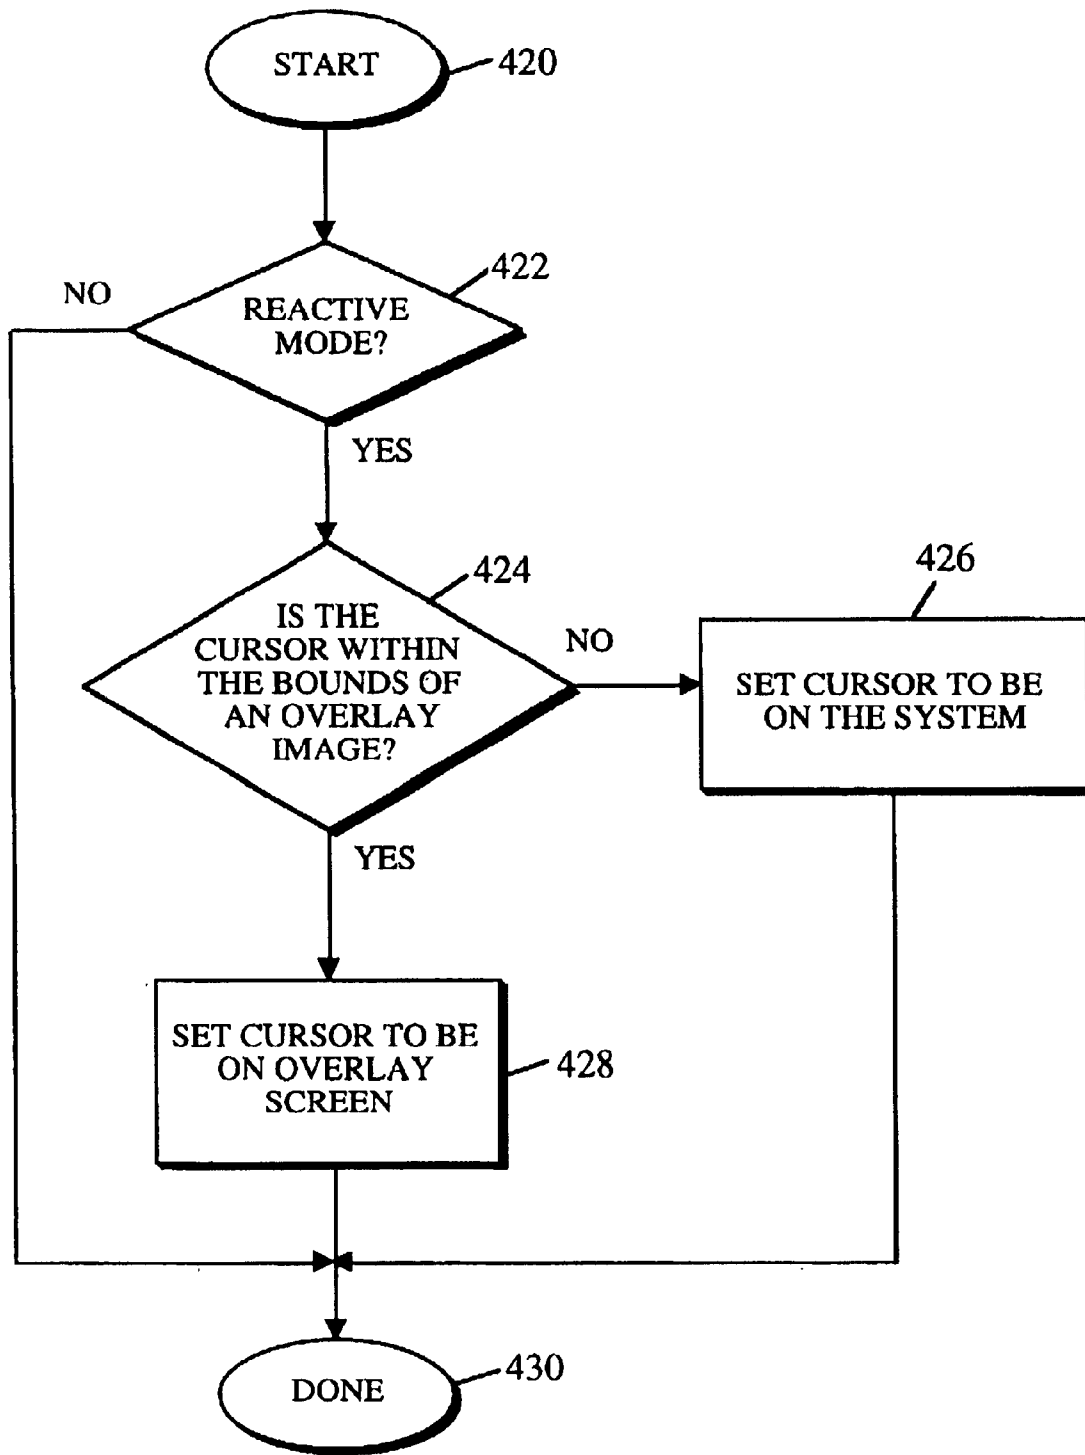 START
420
422
NO
REACTIVE
MODE?
YES
424
426
IS THE
CURSOR WITHIN
THE BOUNDS OF
AN OVERLAY
IMAGE?
NO
SET CURSOR TO BE
ON THE SYSTEM
YES
SET CURSOR TO BE
ON OVERLAY
SCREEN
428
DONE
430